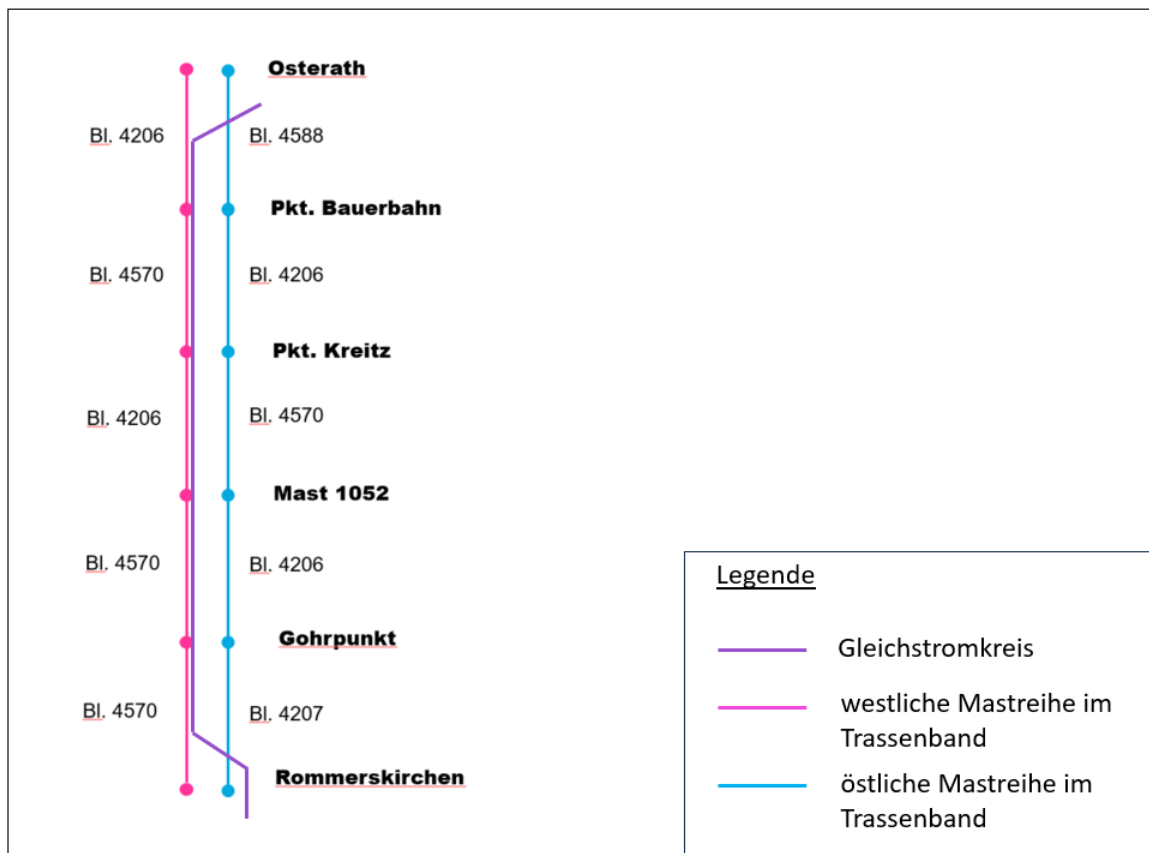 Osterath
Bl. 4206
Bl. 4588
Pkt. Bauerbahn
Bl. 4570
Bl. 4206
Pkt. Kreitz
Bl. 4206
Bl. 4570
Mast 1052
Bl. 4570
Bl. 4206
Gohrpunkt
Bl. 4570
Bl. 4207
Rommerskirchen
Legende
Gleichstromkreis
westliche Mastreihe im
Trassenband
östliche Mastreihe im
Trassenband